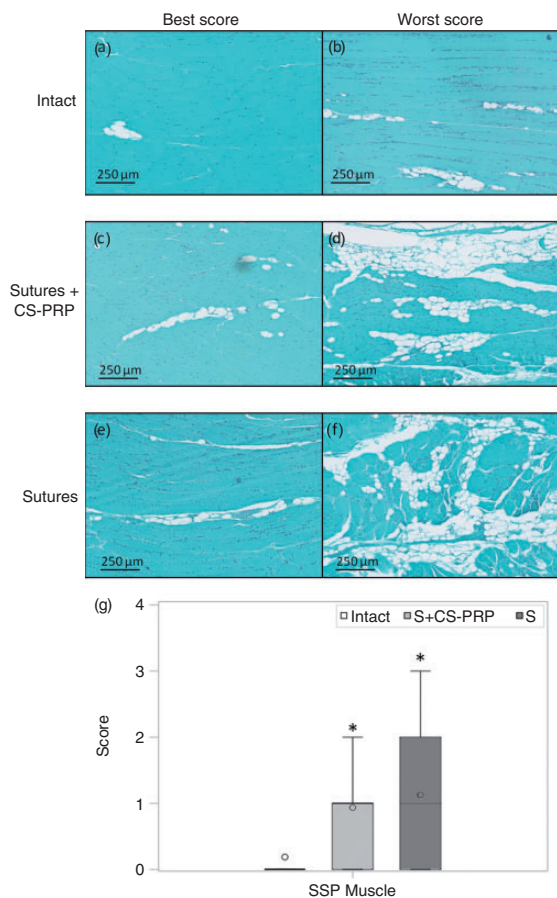 Best score Worst score
(a) (b)
Intact
250 µm 250 µm
(c) (d)
Sutures +
CS-PRP
250 µm 250 µm
(e) (f)
Sutures
250 µm 250 µm
(g)
4
Intact S+CS-PRP S
3
*
*
Score
2
1
0
SSP Muscle